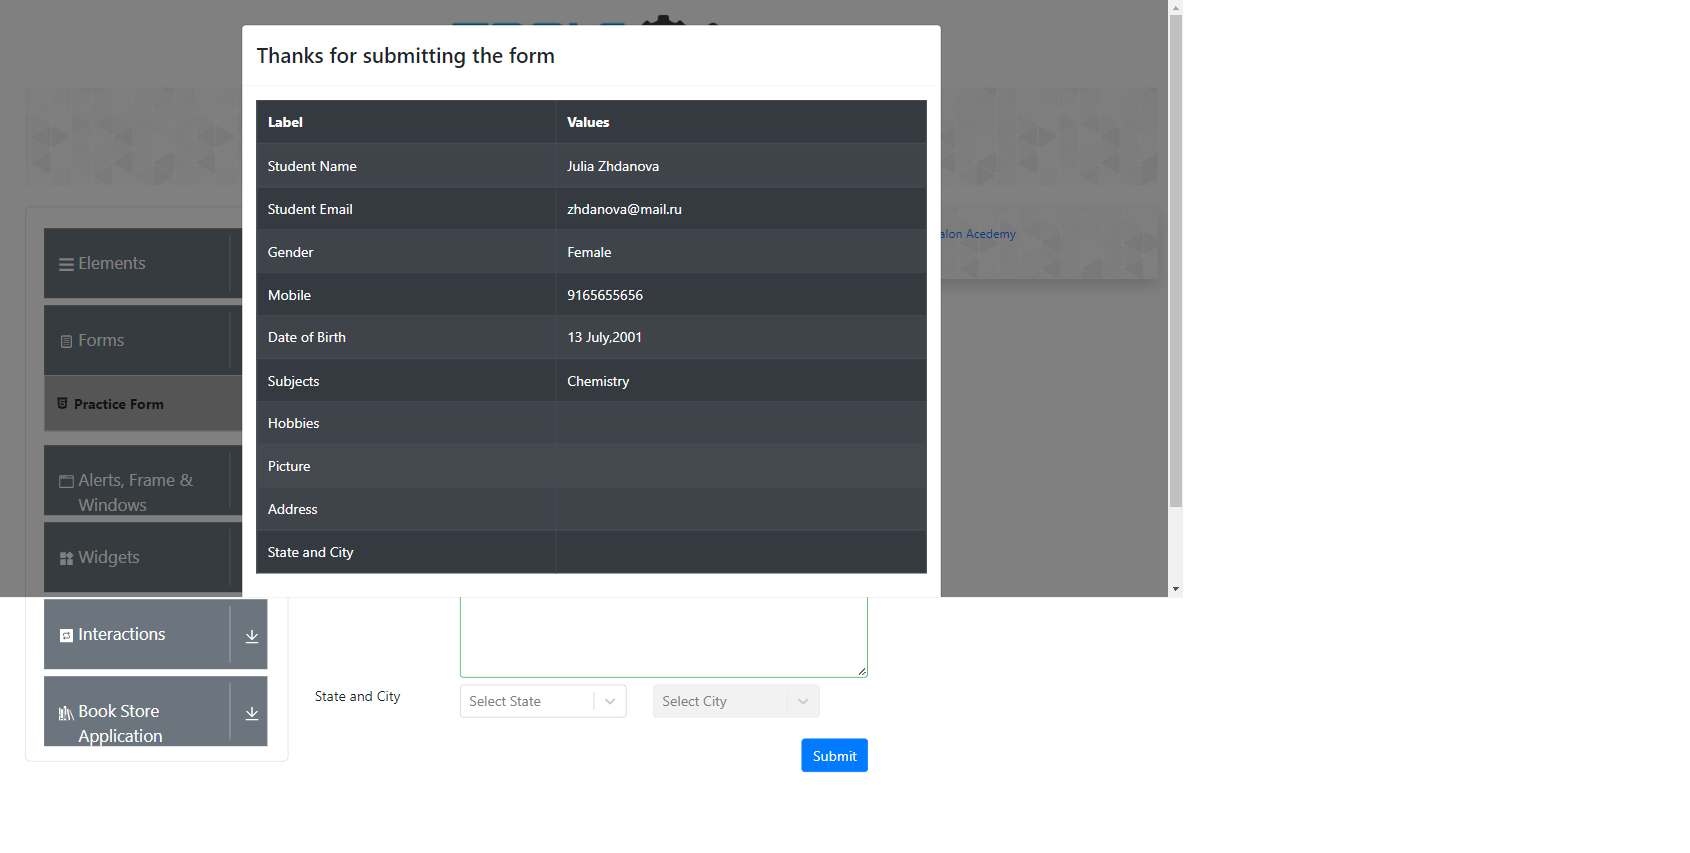 Thanks for submitting the form
Label Values
Student Name Julia Zhdanova
Student Email zhdanova@mail.ru
Gender Female
Mobile 9165655656
Date of Birth 13 July,2001
Subjects Chemistry
Hobbies
Picture
Address
State and City
Elements
Forms
Practice Form
Alerts, Frame &
Windows
Widgets
Interactions
Book Store
Application
alon Acedemy
State and City Select State Select City
Submit